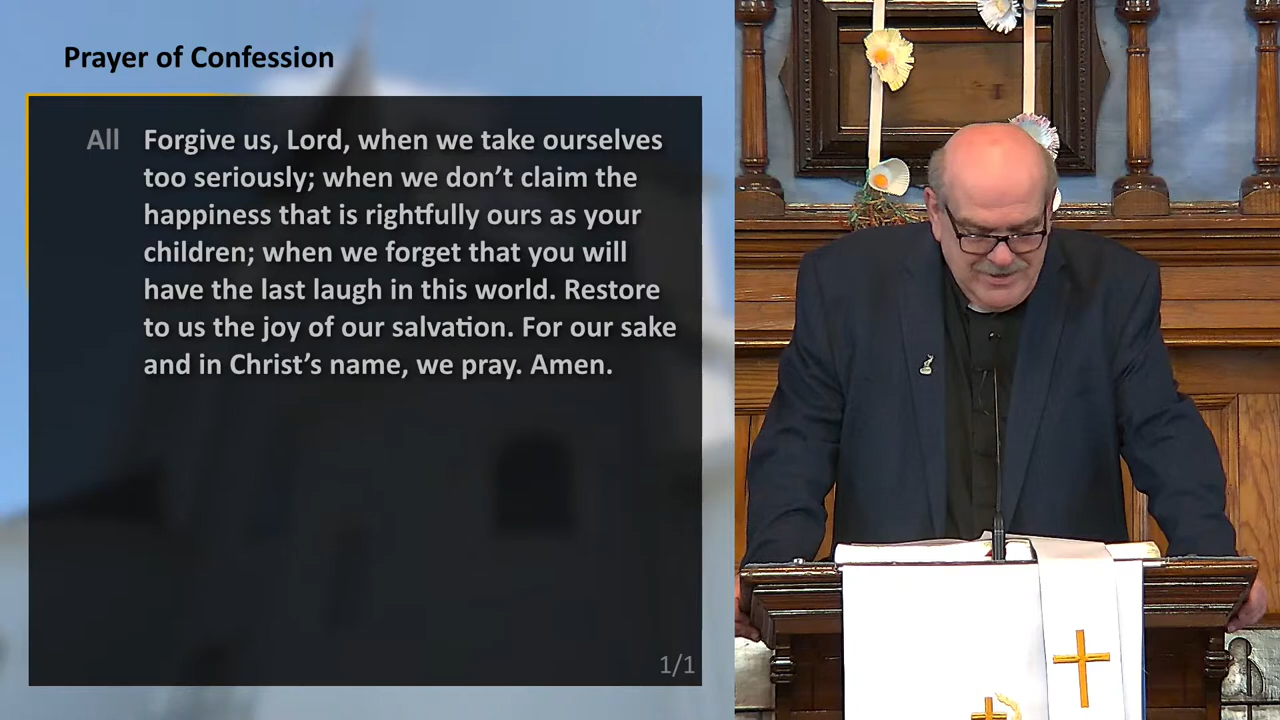 Prayer of Confession
All Forgive us, Lord, when we take ourselves
too seriously; when we don’t claim the
happiness that is rightfully ours as your
children; when we forget that you will
have the last laugh in this world. Restore
to us the joy of our salvation. For our sake
and in Christ’s name, we pray. Amen.
1/1